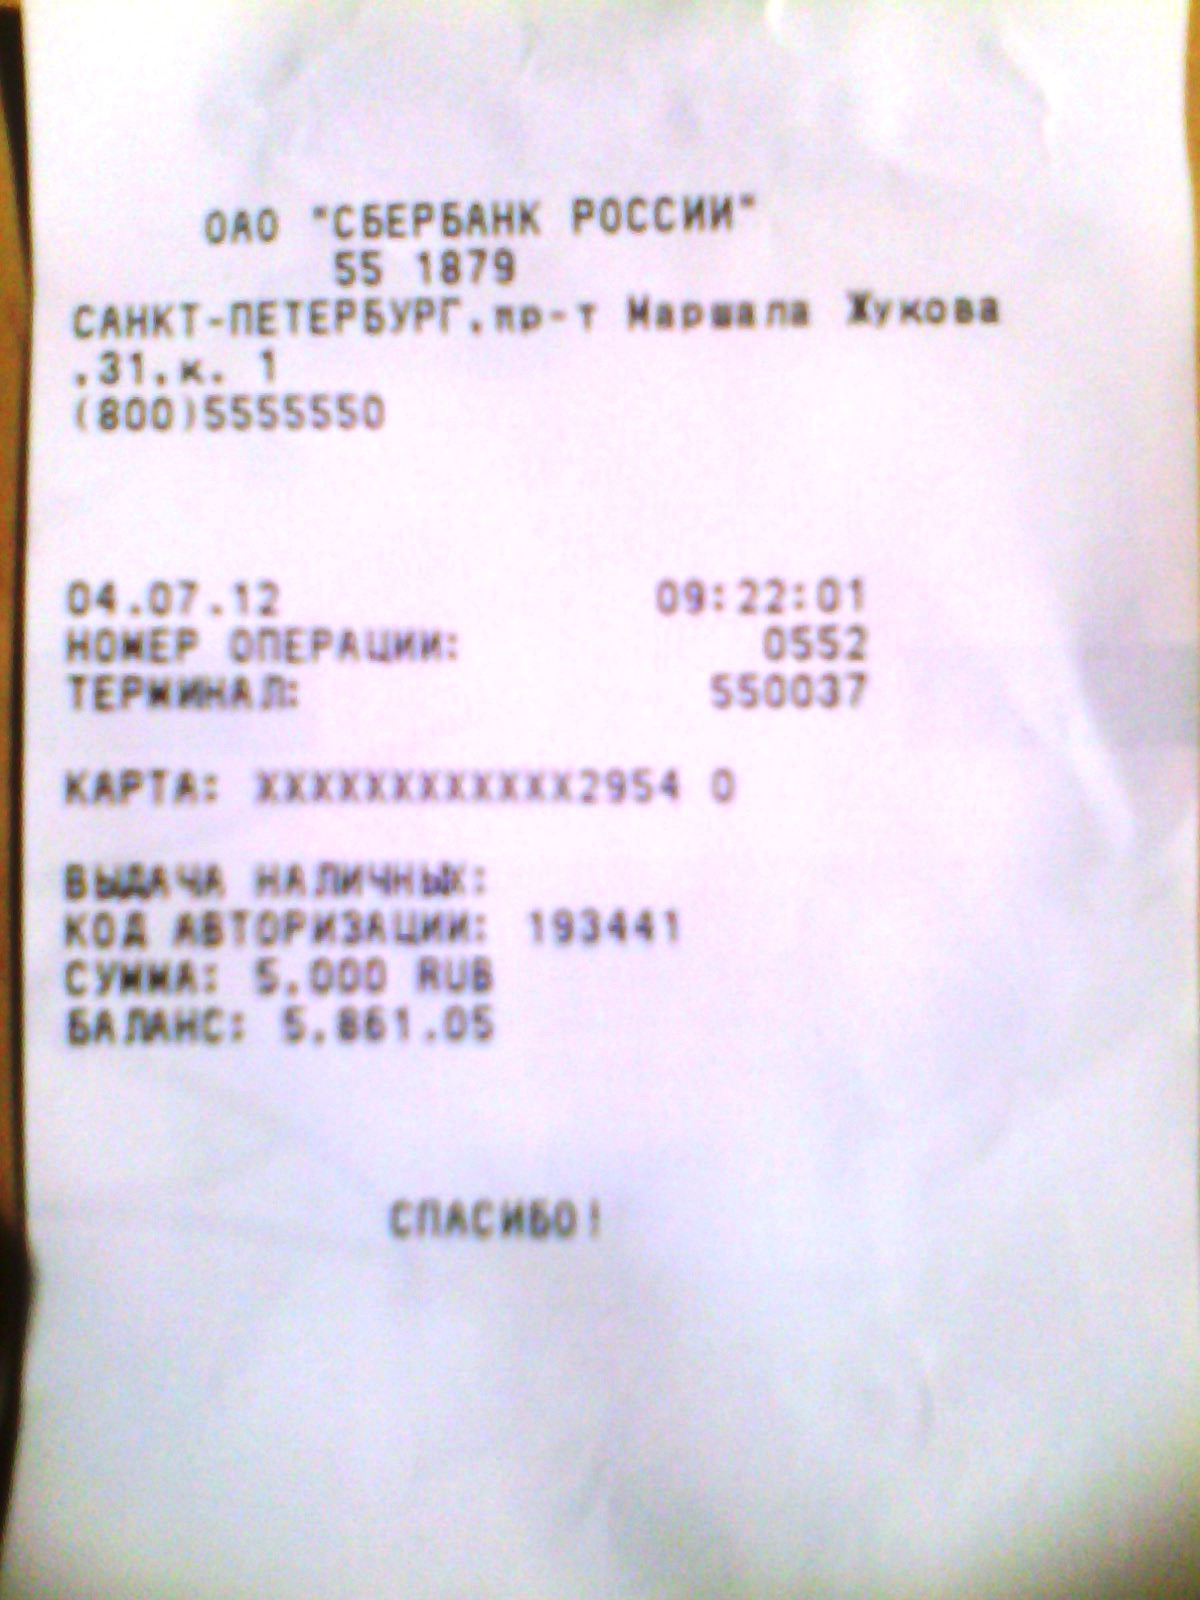 ОАО "СБЕРБАНК РОССИИ"
55 1879
САНКТ-ПЕТЕРБУРГ,пр-т Маршала Жукова
,31,к. 1
(800)5555550
04.07.12 09:22:01
НОМЕР ОПЕРАЦИИ: 0552
ТЕРМИНАЛ: 550037
КАРТА: XXXXXXXXXXXX2954 0
ВЫДАЧА НАЛИЧНЫХ:
КОД АВТОРИЗАЦИИ: 193441
СУММА: 5,000 RUB
БАЛАНС: 5,861.05
СПАСИБО!